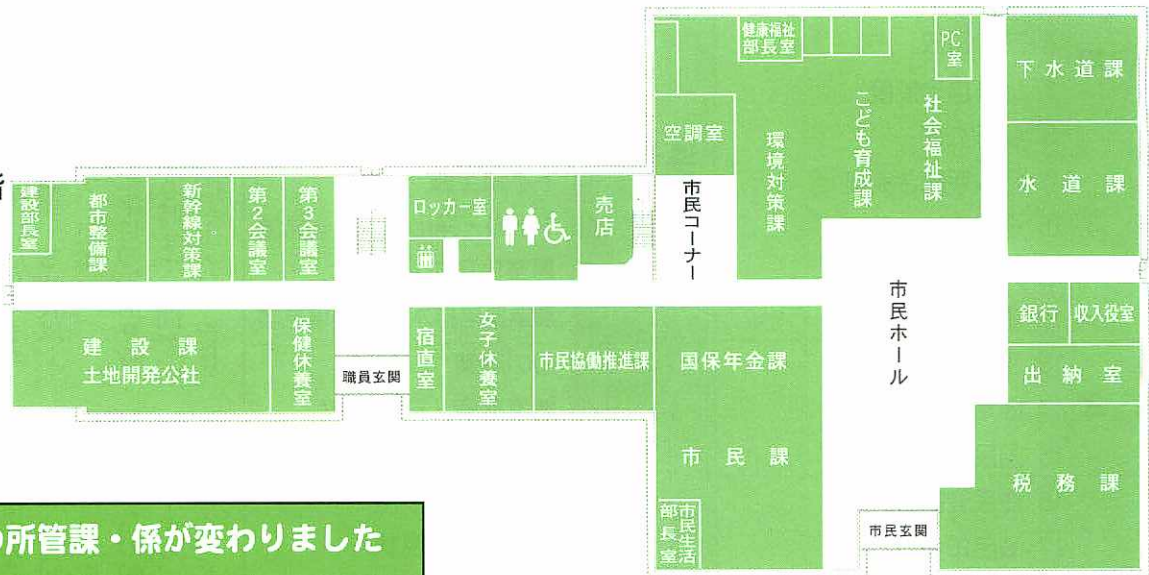 健康福祉
部長室
PC室
下水道課
空調室
環境対策課
こども育成課
社会福祉課
水道課
建設部長室
都市整備課
新幹線対策課
第2会議室
第3会議室
ロッカー室
売店
市民コーナー
市民ホール
銀行
収入役室
建設課
土地開発公社
保健休養室
職員玄関
宿直室
女子休養室
市民協働推進課
国保年金課
出納室
市民課
税務課
市民生活
部長室
市民玄関
の所管課・係が変わりました